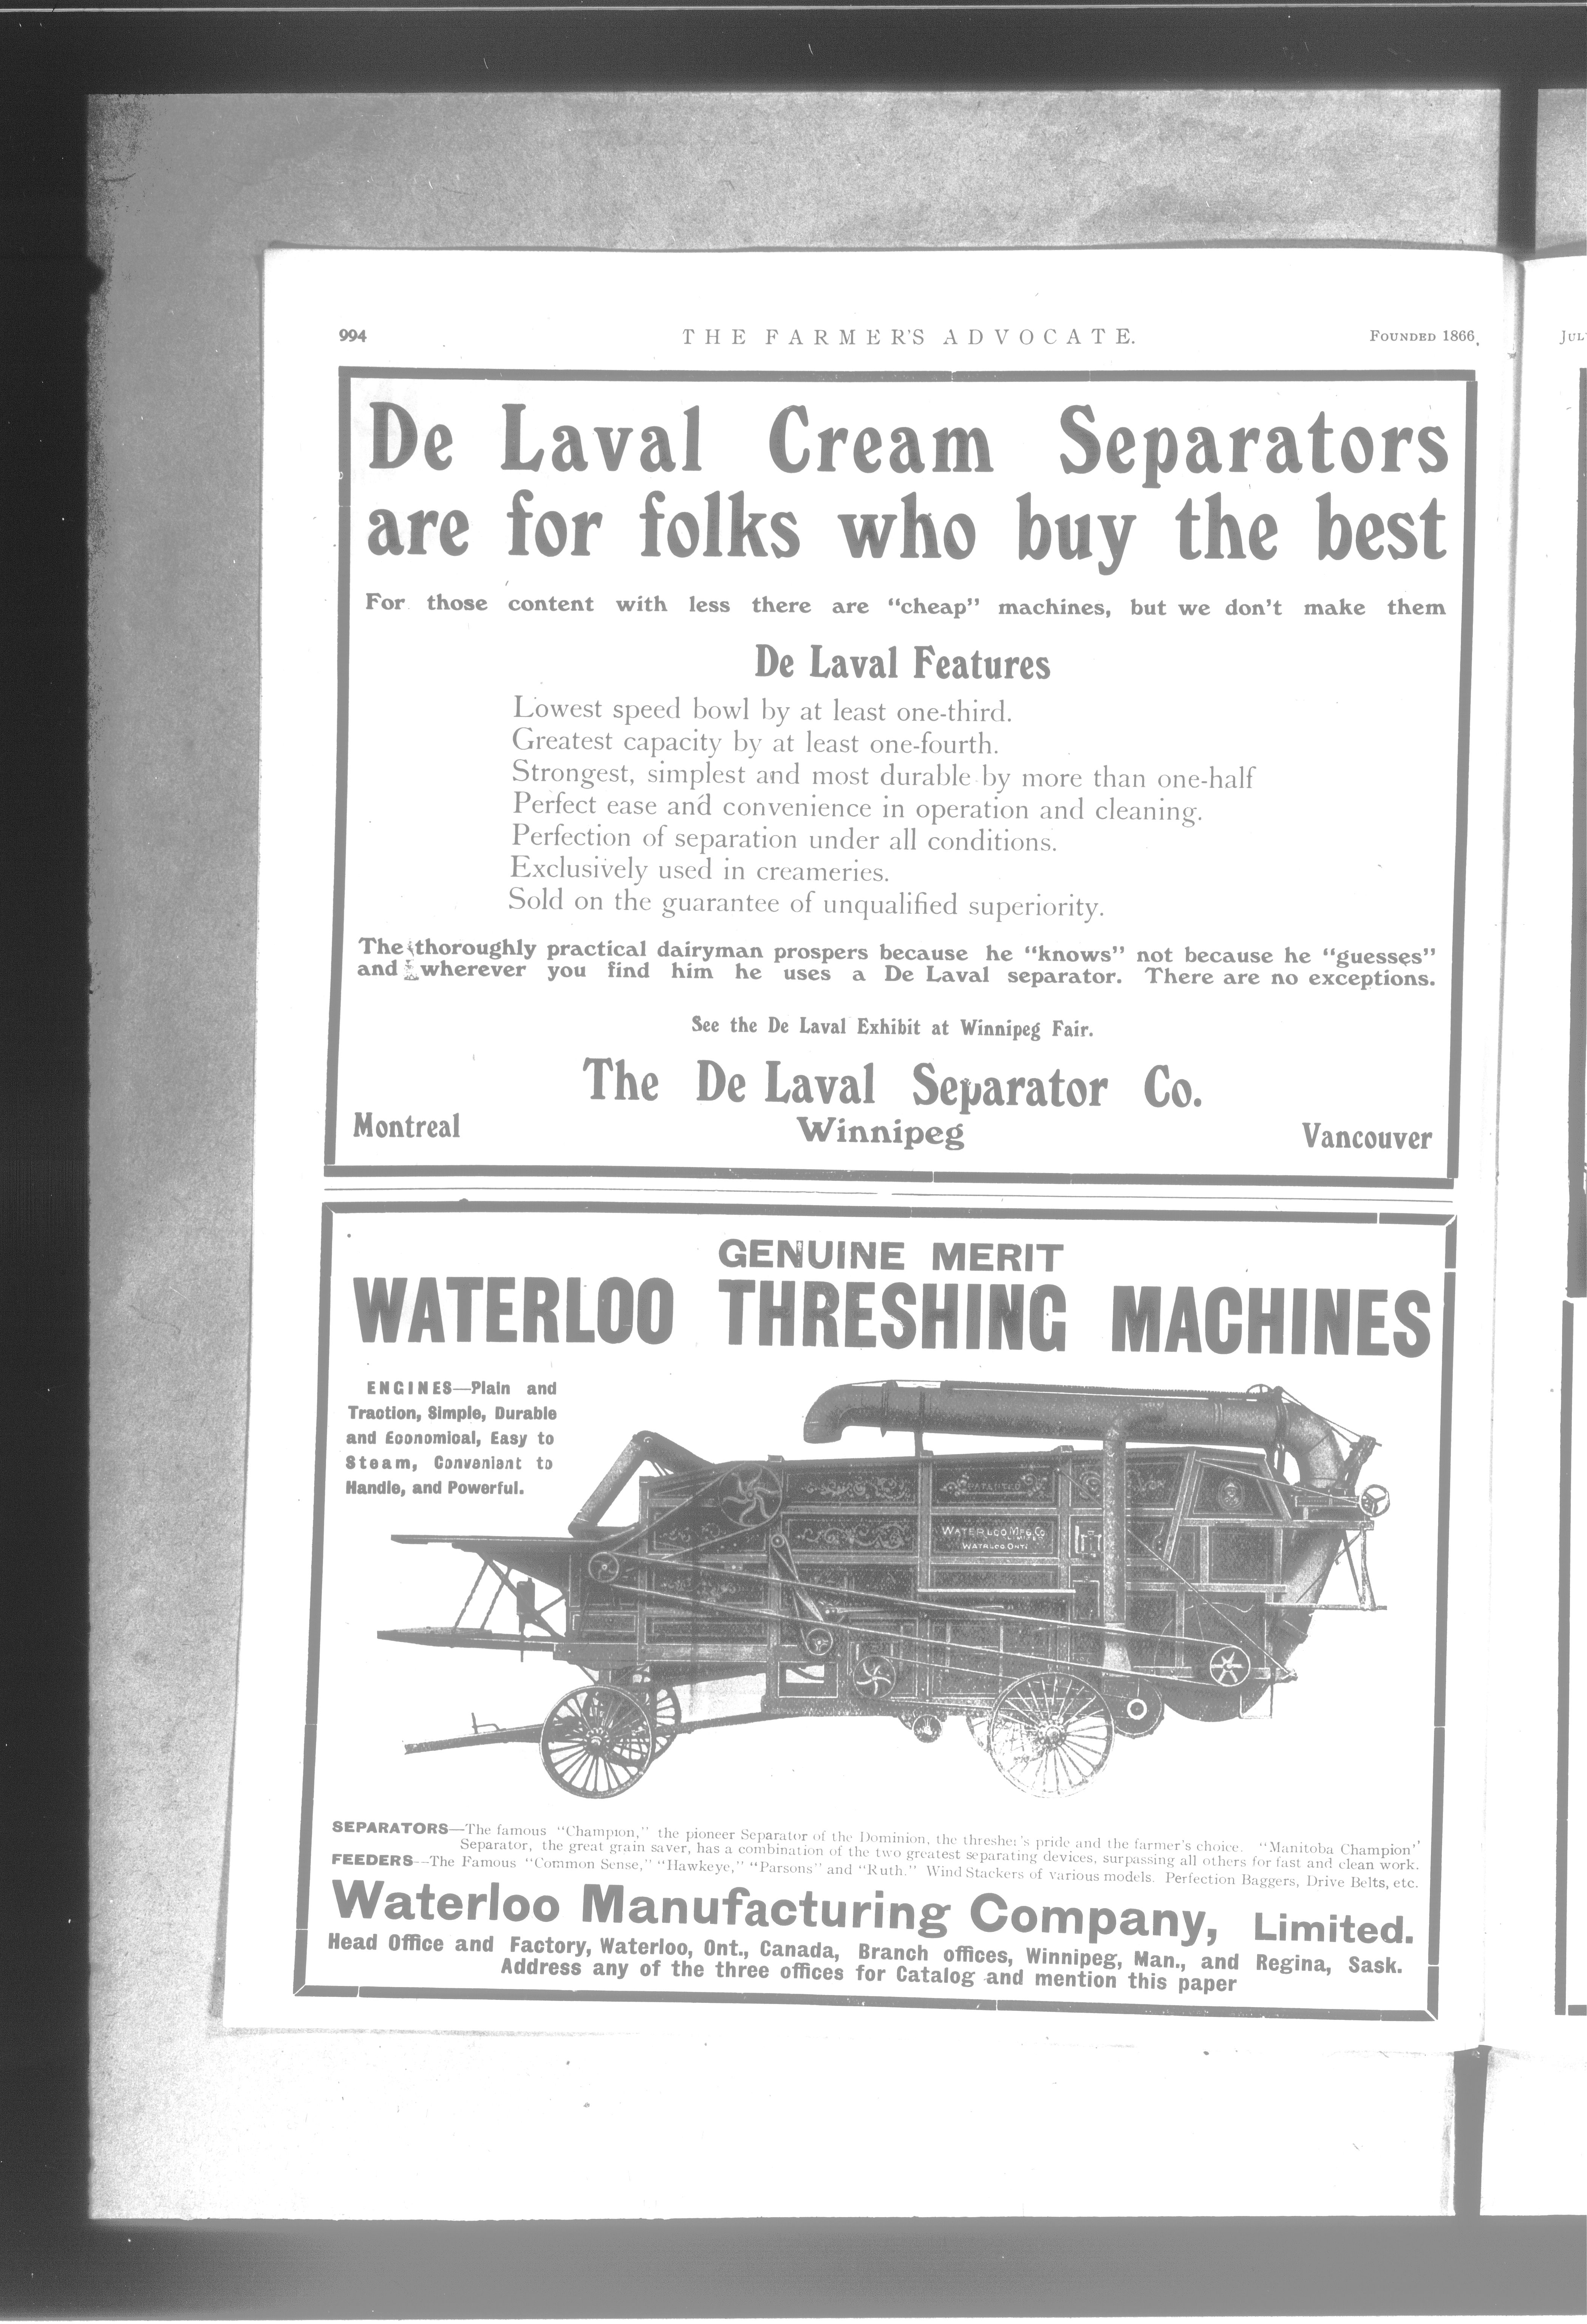 994
THE FARMER'S ADVOCATE.
FOUNDED 1866
De Laval Cream Separators
are for folks who buy the best
For those content with less there are "cheap" machines, but we don't make them
De Laval Features
Lowest speed bowl by at least one-third.
Greatest capacity by at least one-fourth.
Strongest, simplest and most durable by more than one-half
Perfect ease and convenience in operation and cleaning.
Perfection of separation under all conditions.
Exclusively used in creameries.
Sold on the guarantee of unqualified superiority.
The thoroughly practical dairyman prospers because he "knows" not because he "guesses"
and wherever you find him he uses a De Laval separator. There are no exceptions.
See the De Laval Exhibit at Winnipeg Fair.
The De Laval Separator Co.
Montreal Winnipeg Vancouver
GENUINE MERIT
WATERLOO THRESHING MACHINES
ENGINES—Plain and
Traction, Simple, Durable
and Economical, Easy to
Steam, Convenient to
Handle, and Powerful.
PATENTED
WATERLOO MFG. CO.
LIMITED
WATERLOO ONT.
SEPARATORS—The famous "Champion," the pioneer Separator of the Dominion, the thresher's pride and the farmer's choice. "Manitoba Champion"
Separator, the great grain saver, has a combination of the two greatest separating devices, surpassing all others for fast and clean work.
FEEDERS—The Famous "Common Sense," "Hawkeye," "Parsons" and "Ruth." Wind Stackers of various models. Perfection Baggers, Drive Belts, etc.
Waterloo Manufacturing Company, Limited.
Head Office and Factory, Waterloo, Ont., Canada, Branch offices, Winnipeg, Man., and Regina, Sask.
Address any of the three offices for Catalog and mention this paper